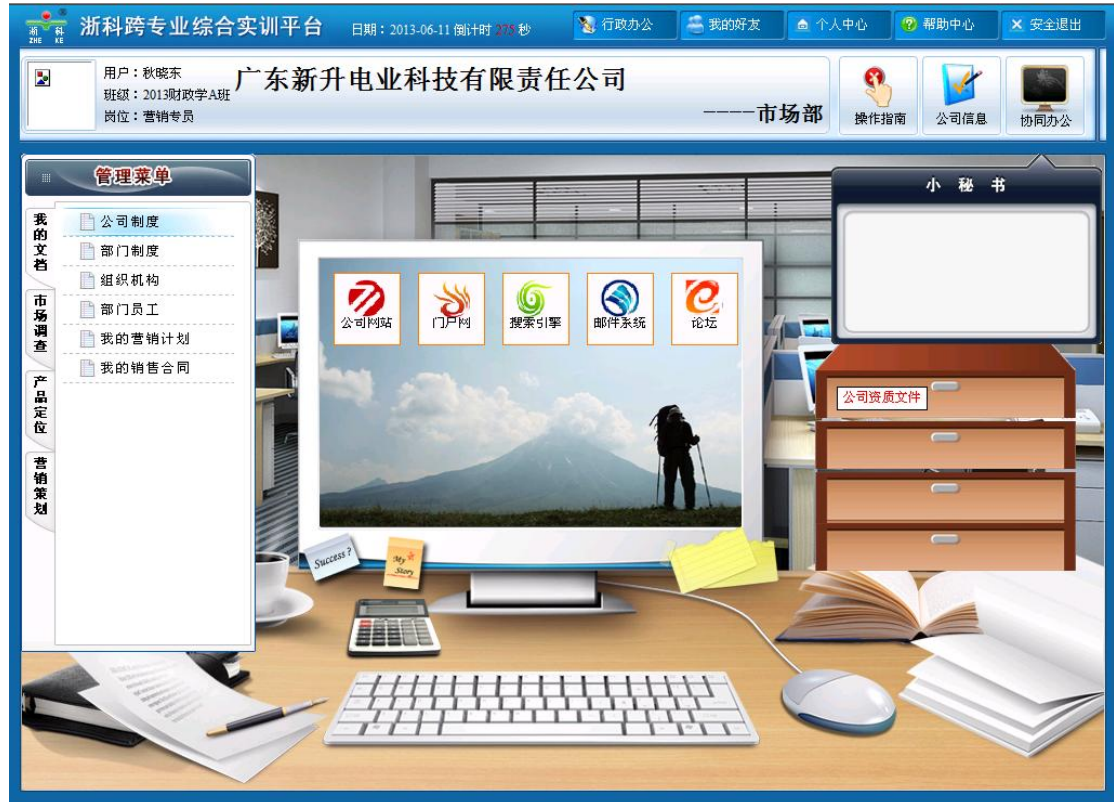 浙 科
ZHE KE
浙科跨专业综合实训平台
日期：2013-06-11 倒计时 275 秒
行政办公
我的好友
个人中心
帮助中心
安全退出
用户：秋晓东
班级：2013财政学A班
岗位：营销专员
广东新升电业科技有限责任公司
----市场部
操作指南
公司信息
协同办公
管理菜单
我的文档
市场调查
产品定位
营销策划
公司制度
部门制度
组织机构
部门员工
我的营销计划
我的销售合同
公司网站
门户网
搜索引擎
邮件系统
论坛
小 秘 书
公司资质文件
Success?
My
Story